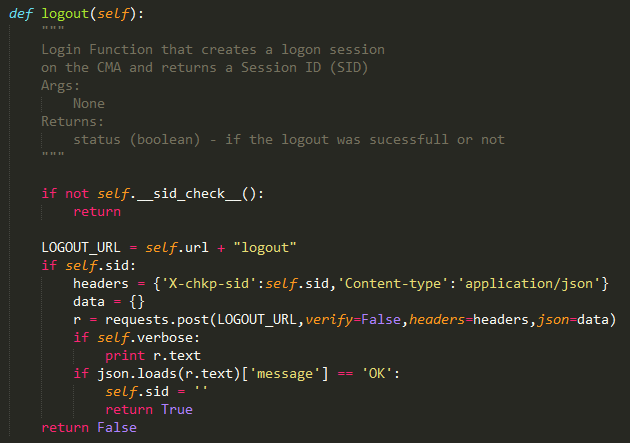 def logout(self):
    """
    Login Function that creates a logon session
    on the CMA and returns a Session ID (SID)
    Args:
        None
    Returns:
        status (boolean) - if the logout was sucessfull or not
    """
    if not self.__sid_check__():
        return
    LOGOUT_URL = self.url + "logout"
    if self.sid:
        headers = {'X-chkp-sid':self.sid,'Content-type':'application/json'}
        data = {}
        r = requests.post(LOGOUT_URL,verify=False,headers=headers,json=data)
        if self.verbose:
            print r.text
        if json.loads(r.text)['message'] == 'OK':
            self.sid = ''
            return True
    return False